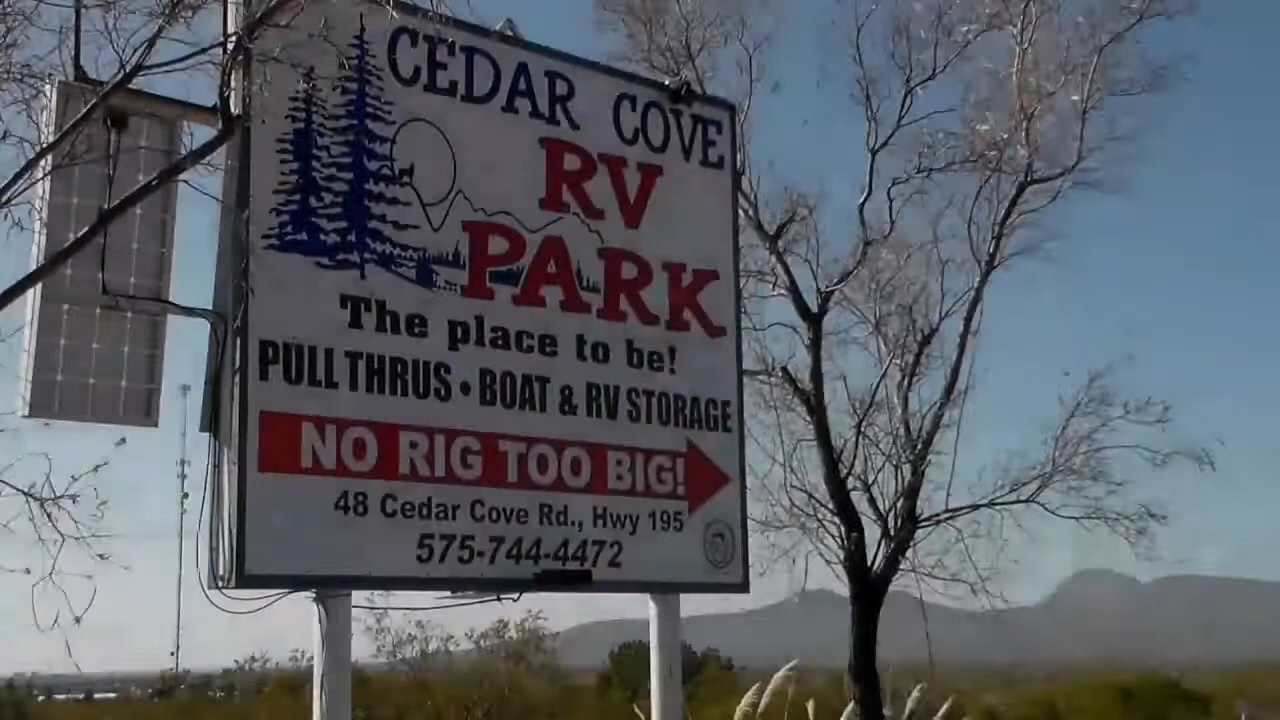 CEDAR COVE
RV
PARK
The place to be!
PULL THRUS • BOAT & RV STORAGE
NO RIG TOO BIG!
48 Cedar Cove Rd., Hwy 195
575-744-4472